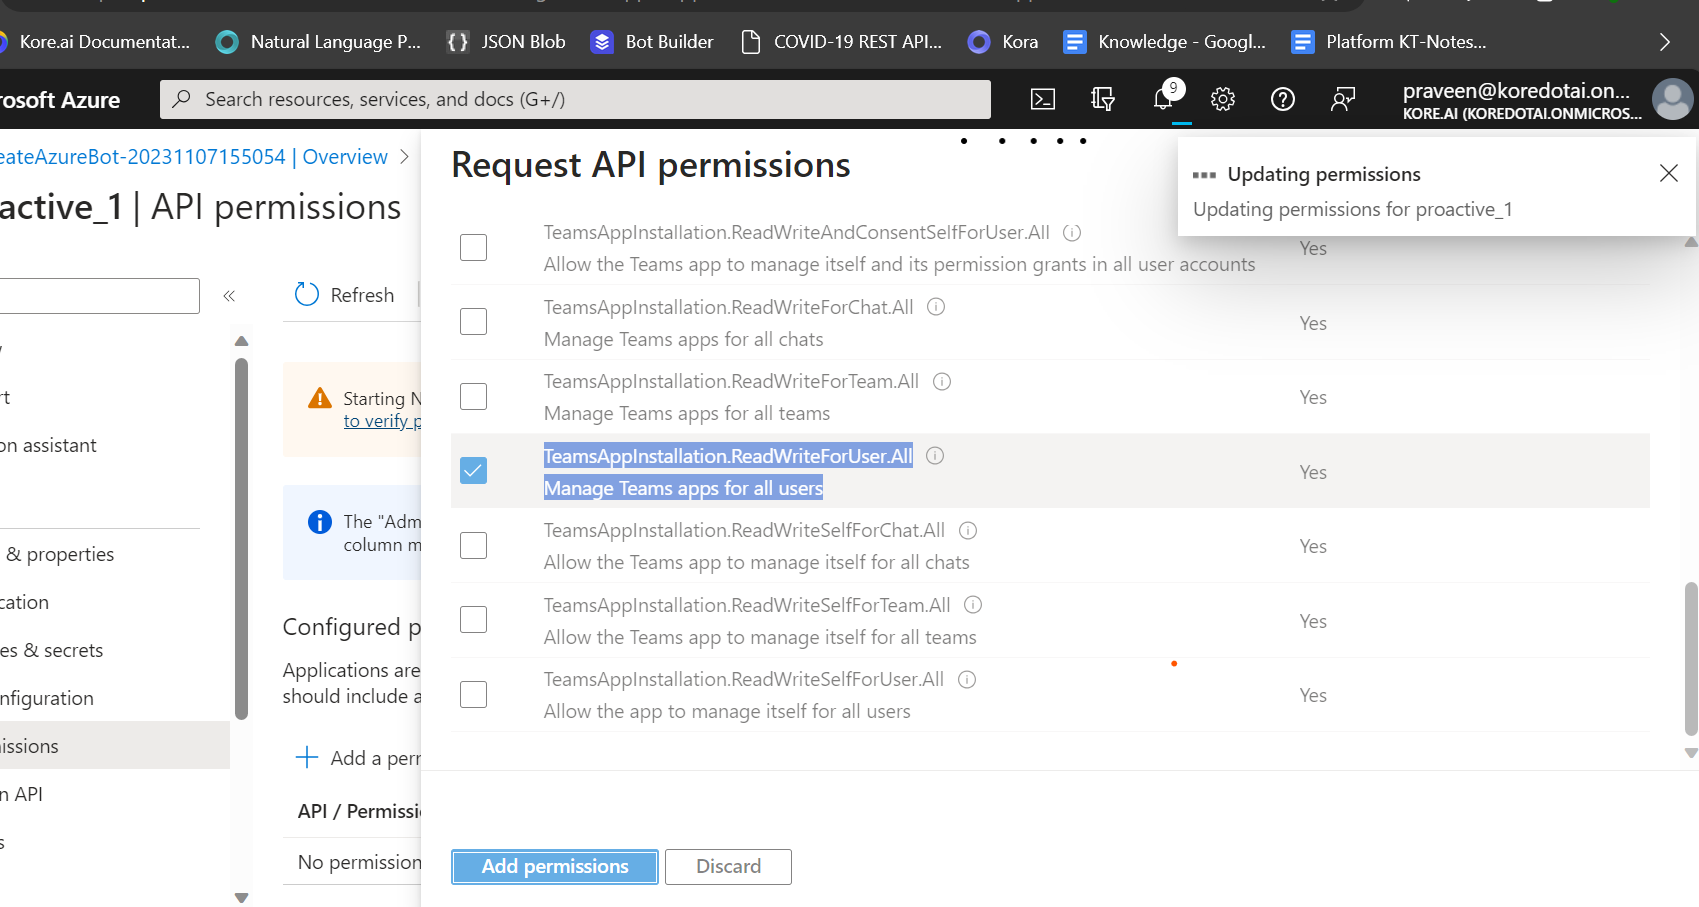 Kore.ai Documentat...
Natural Language P...
JSON Blob
Bot Builder
COVID-19 REST API...
Kora
Knowledge - Googl...
Platform KT-Notes...
rosoft Azure
Search resources, services, and docs (G+/)
9
praveen@koredotai.on...
KORE.AI (KOREDOTAI.ONMICROS...
eateAzureBot-20231107155054 | Overview
active_1 | API permissions
Refresh
Starting N
to verify p
on assistant
The "Adm
column m
& properties
cation
es & secrets
nfiguration
issions
n API
s
Configured p
Applications are
should include a
Add a perr
API / Permissi
No permission
Request API permissions
Updating permissions
Updating permissions for proactive_1
TeamsAppInstallation.ReadWriteAndConsentSelfForUser.All
Allow the Teams app to manage itself and its permission grants in all user accounts
Yes
TeamsAppInstallation.ReadWriteForChat.All
Manage Teams apps for all chats
Yes
TeamsAppInstallation.ReadWriteForTeam.All
Manage Teams apps for all teams
Yes
TeamsAppInstallation.ReadWriteForUser.All
Manage Teams apps for all users
Yes
TeamsAppInstallation.ReadWriteSelfForChat.All
Allow the Teams app to manage itself for all chats
Yes
TeamsAppInstallation.ReadWriteSelfForTeam.All
Allow the Teams app to manage itself for all teams
Yes
TeamsAppInstallation.ReadWriteSelfForUser.All
Allow the app to manage itself for all users
Yes
Add permissions
Discard